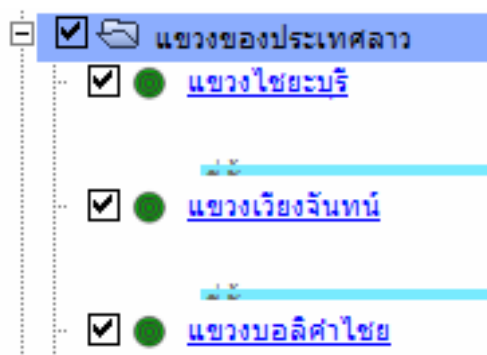 แขวงของประเทศลาว
แขวงไชยะบุรี
แขวงเวียงจันทน์
แขวงบอลิคำไชย